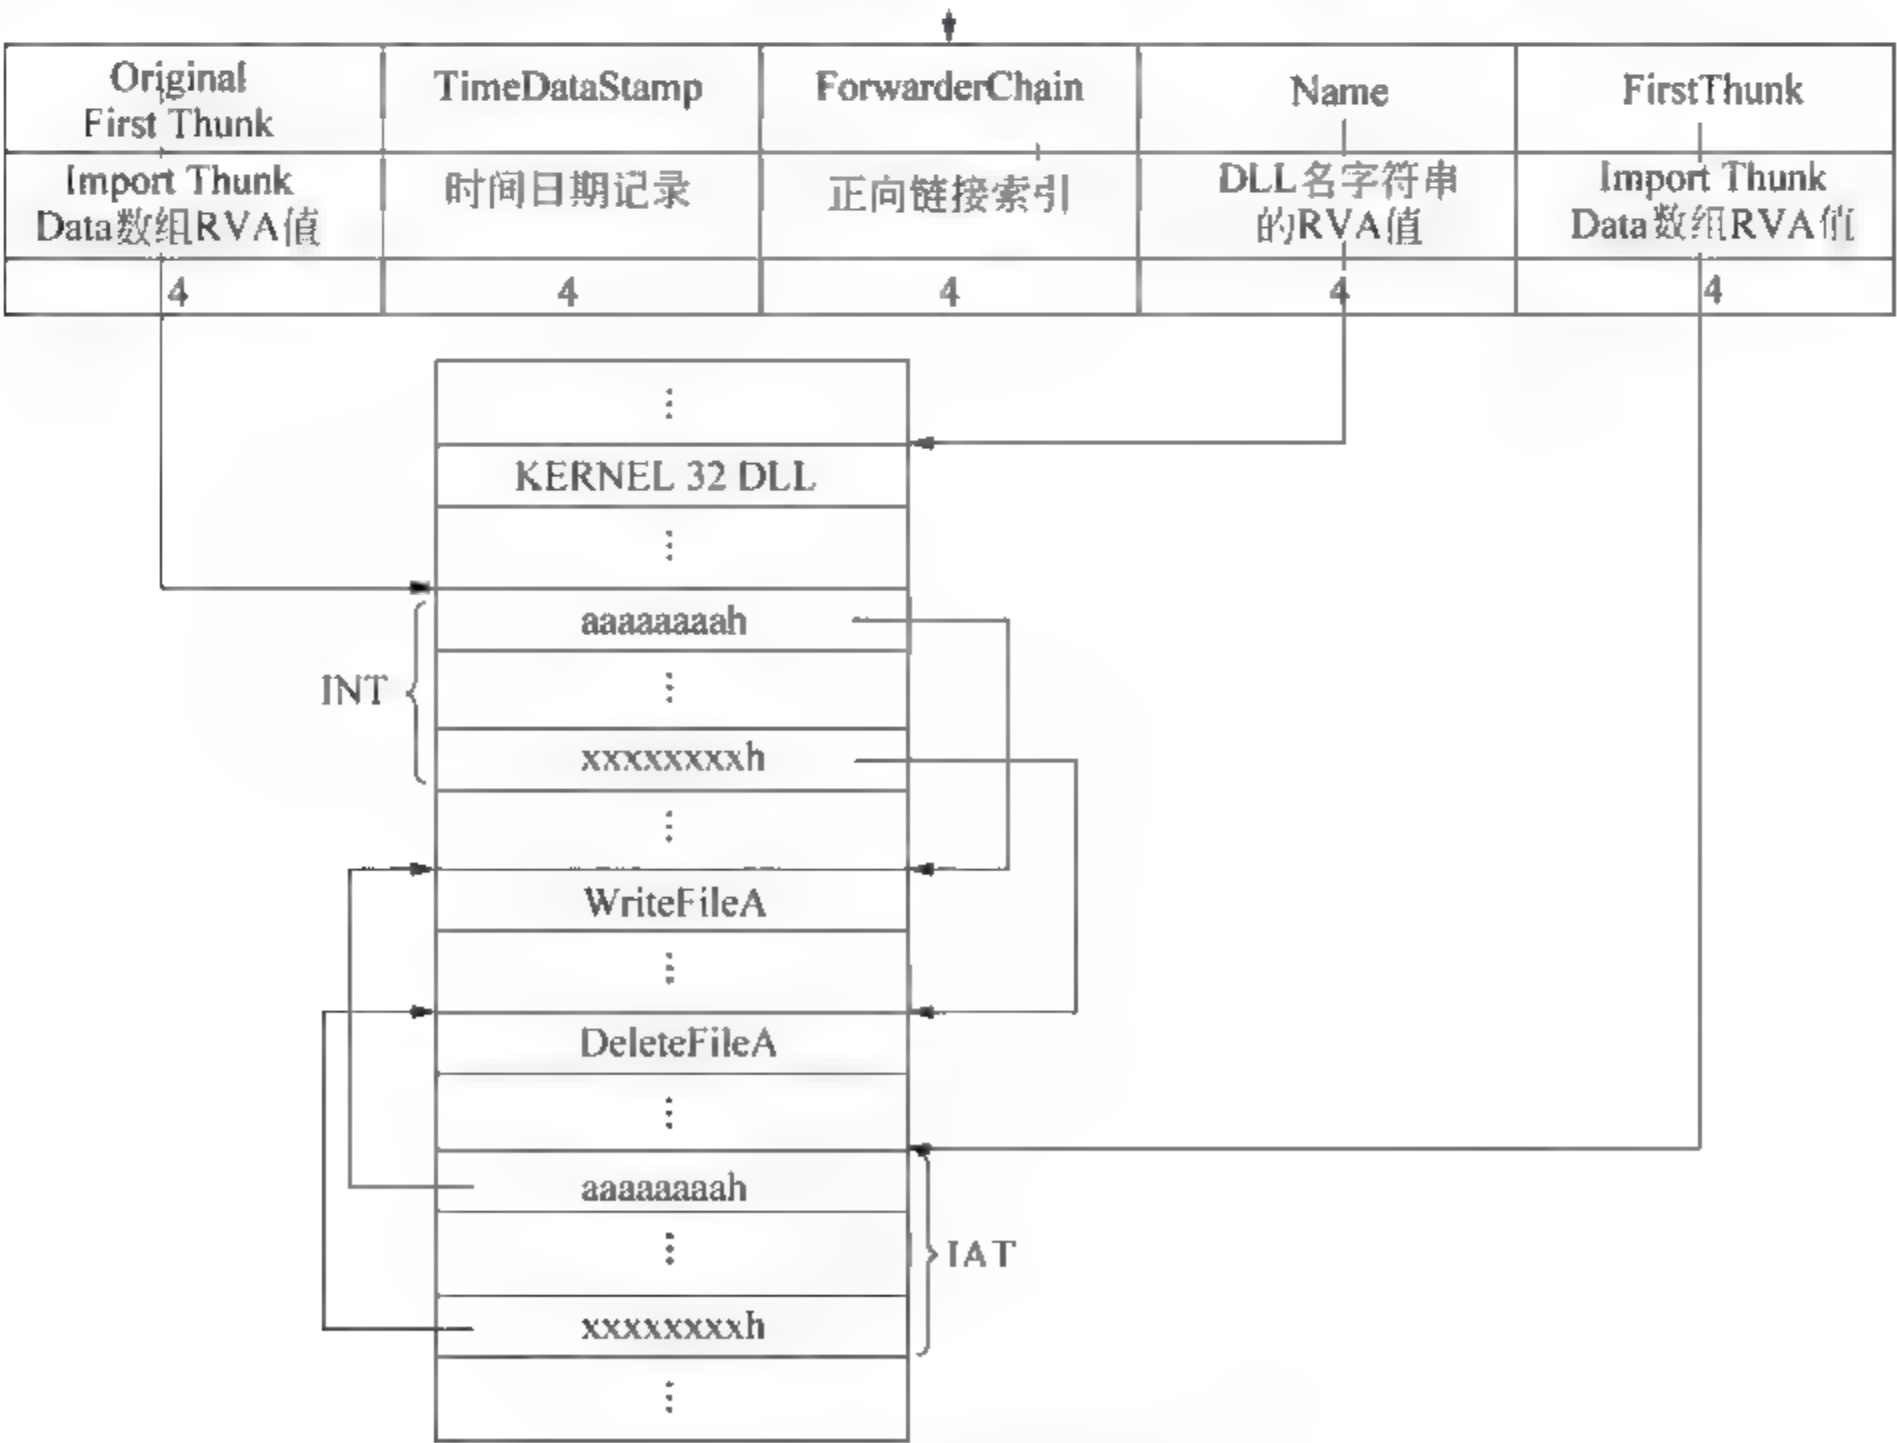 Original
First Thunk
TimeDataStamp
ForwarderChain
Name
FirstThunk
Import Thunk
Data数组RVA值
时间日期记录
正向链接索引
DLL名字符串
的RVA值
Import Thunk
Data数组RVA值
4
4
4
4
4
⋮
KERNEL 32 DLL
⋮
aaaaaaaah
⋮
INT
xxxxxxxxh
⋮
WriteFileA
⋮
DeleteFileA
⋮
aaaaaaaah
⋮
IAT
xxxxxxxxh
⋮